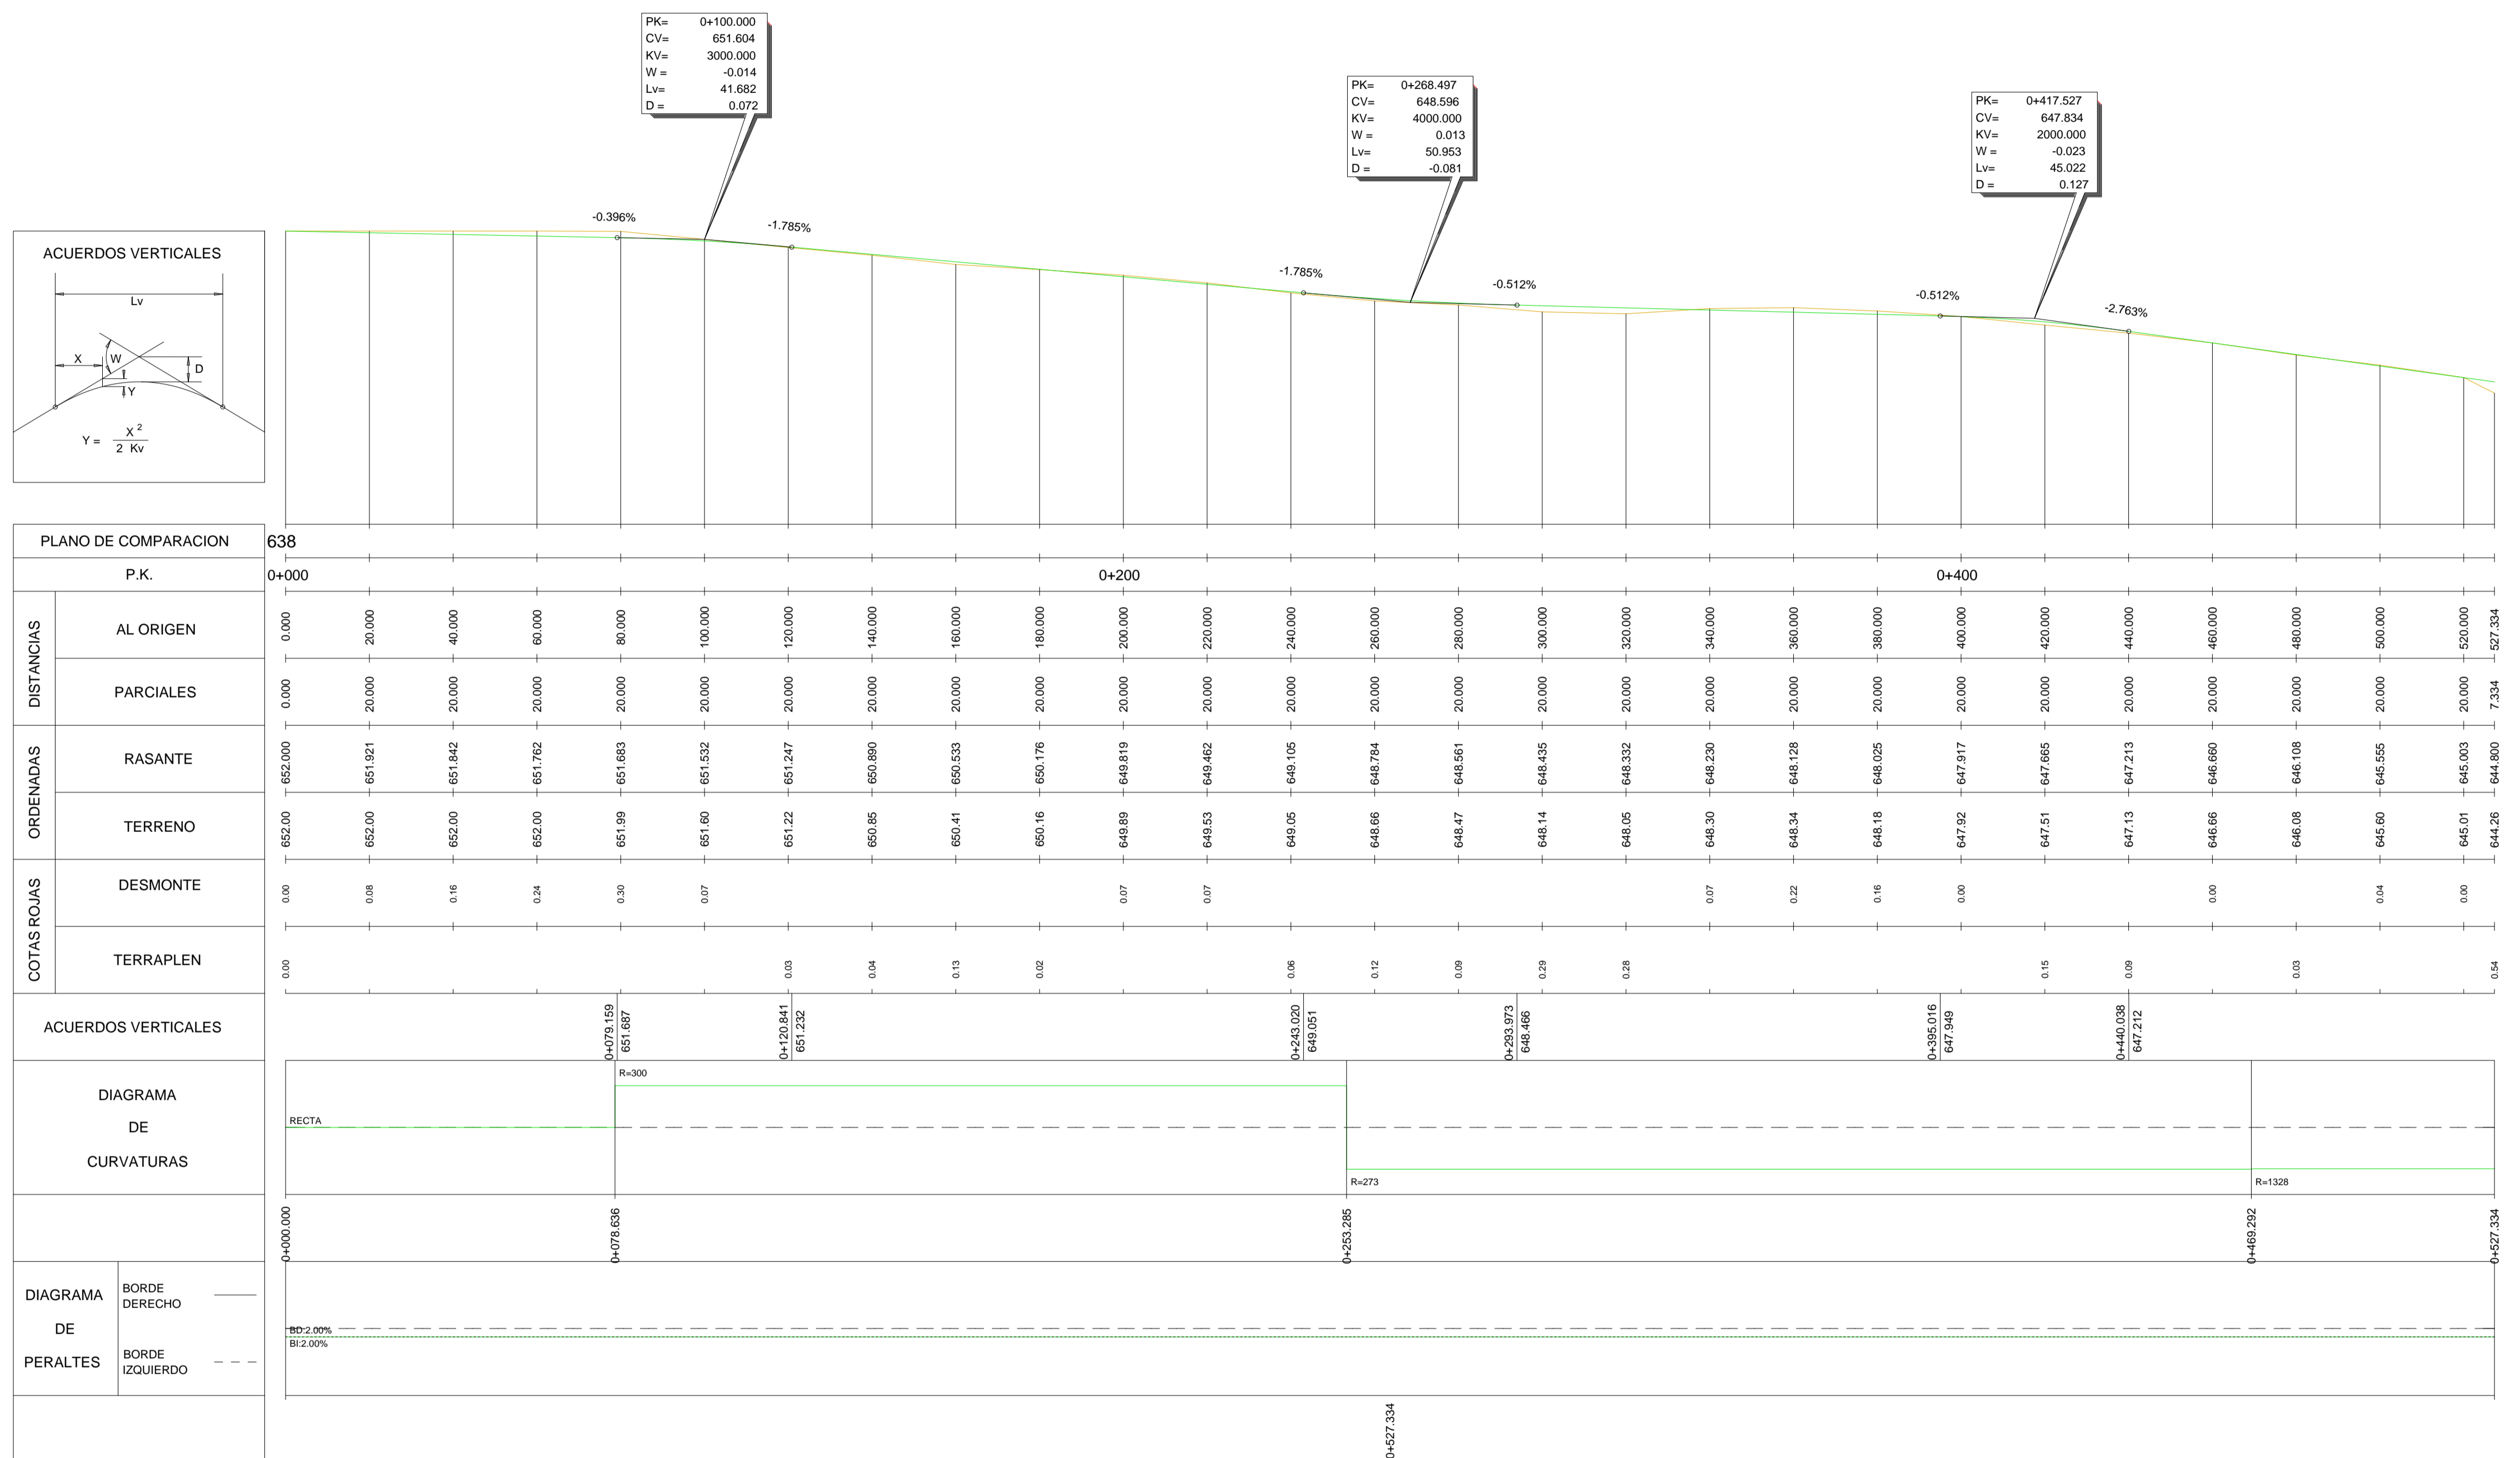 PK= 0+100.000
CV= 651.604
KV= 3000.000
W = -0.014
Lv= 41.682
D = 0.072
PK= 0+268.497
CV= 648.596
KV= 4000.000
W = 0.013
Lv= 50.953
D = -0.081
PK= 0+417.527
CV= 647.834
KV= 2000.000
W = -0.023
Lv= 45.022
D = 0.127
-0.396%
-1.785%
-1.785%
-0.512%
-0.512%
-2.763%
ACUERDOS VERTICALES
Lv
X
W
D
Y
Y = X 2
2 Kv
PLANO DE COMPARACION 638
P.K. 0+000 0+200 0+400
DISTANCIAS
AL ORIGEN 0.000 20.000 40.000 60.000 80.000 100.000 120.000 140.000 160.000 180.000 200.000 220.000 240.000 260.000 280.000 300.000 320.000 340.000 360.000 380.000 400.000 420.000 440.000 460.000 480.000 500.000 520.000 527.334
PARCIALES 0.000 20.000 20.000 20.000 20.000 20.000 20.000 20.000 20.000 20.000 20.000 20.000 20.000 20.000 20.000 20.000 20.000 20.000 20.000 20.000 20.000 20.000 20.000 20.000 20.000 20.000 20.000 7.334
ORDENADAS
RASANTE 652.000 651.921 651.842 651.762 651.683 651.532 651.247 650.890 650.533 650.176 649.819 649.462 649.105 648.784 648.561 648.435 648.332 648.230 648.128 648.025 647.917 647.665 647.213 646.660 646.108 645.555 645.003 644.800
TERRENO 652.00 652.00 652.00 652.00 651.99 651.60 651.22 650.85 650.41 650.16 649.89 649.53 649.05 648.66 648.47 648.14 648.05 648.30 648.34 648.18 647.92 647.51 647.13 646.66 646.08 645.60 645.01 644.26
COTAS ROJAS
DESMONTE 0.00 0.08 0.16 0.24 0.30 0.07 0.07 0.07 0.07 0.22 0.16 0.00 0.00 0.04 0.00
TERRAPLEN 0.00 0.03 0.04 0.13 0.02 0.06 0.12 0.09 0.29 0.28 0.15 0.09 0.03 0.54
ACUERDOS VERTICALES
0+079.159
651.687
0+120.841
651.232
0+243.020
649.051
0+293.973
648.466
0+395.016
647.949
0+440.038
647.212
DIAGRAMA
DE
CURVATURAS
RECTA
R=300
R=273
R=1328
0+000.000 0+078.636 0+253.285 0+469.292 0+527.334
DIAGRAMA
DE
PERALTES
BORDE
DERECHO
BORDE
IZQUIERDO
BD:2.00%
BI:2.00%
0+527.334